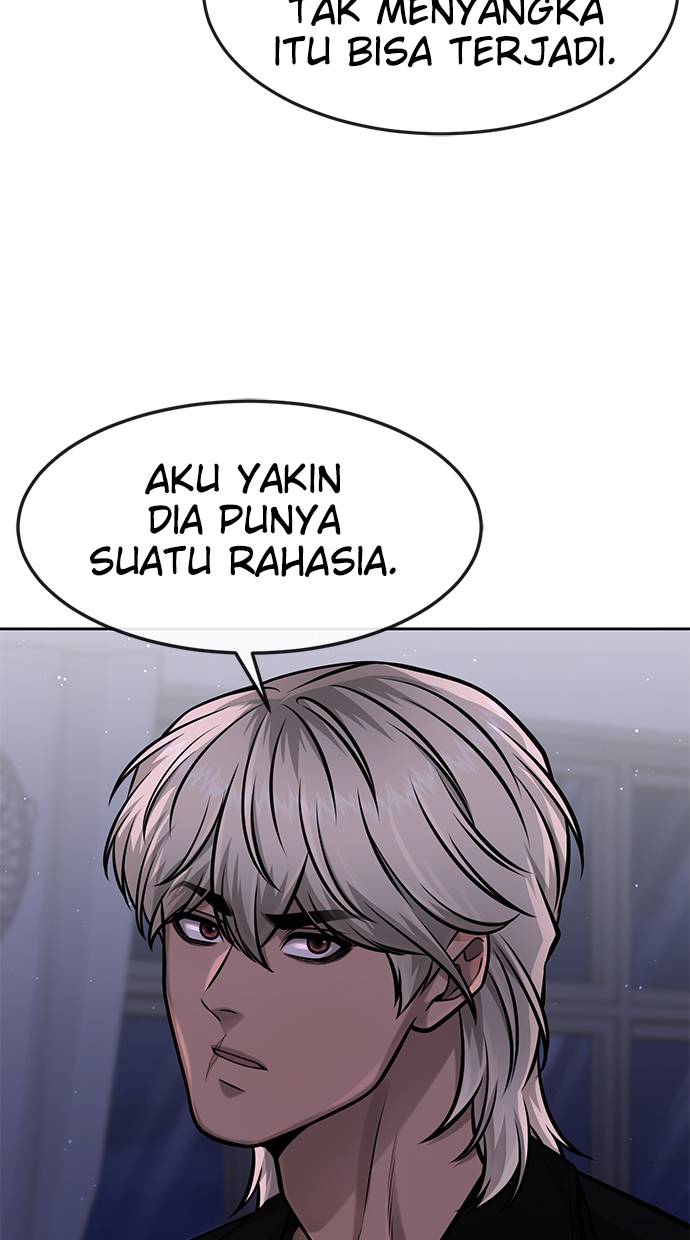 TAK MENYANGKA
ITU BISA TERJADI.
AKU YAKIN
DIA PUNYA
SUATU RAHASIA.